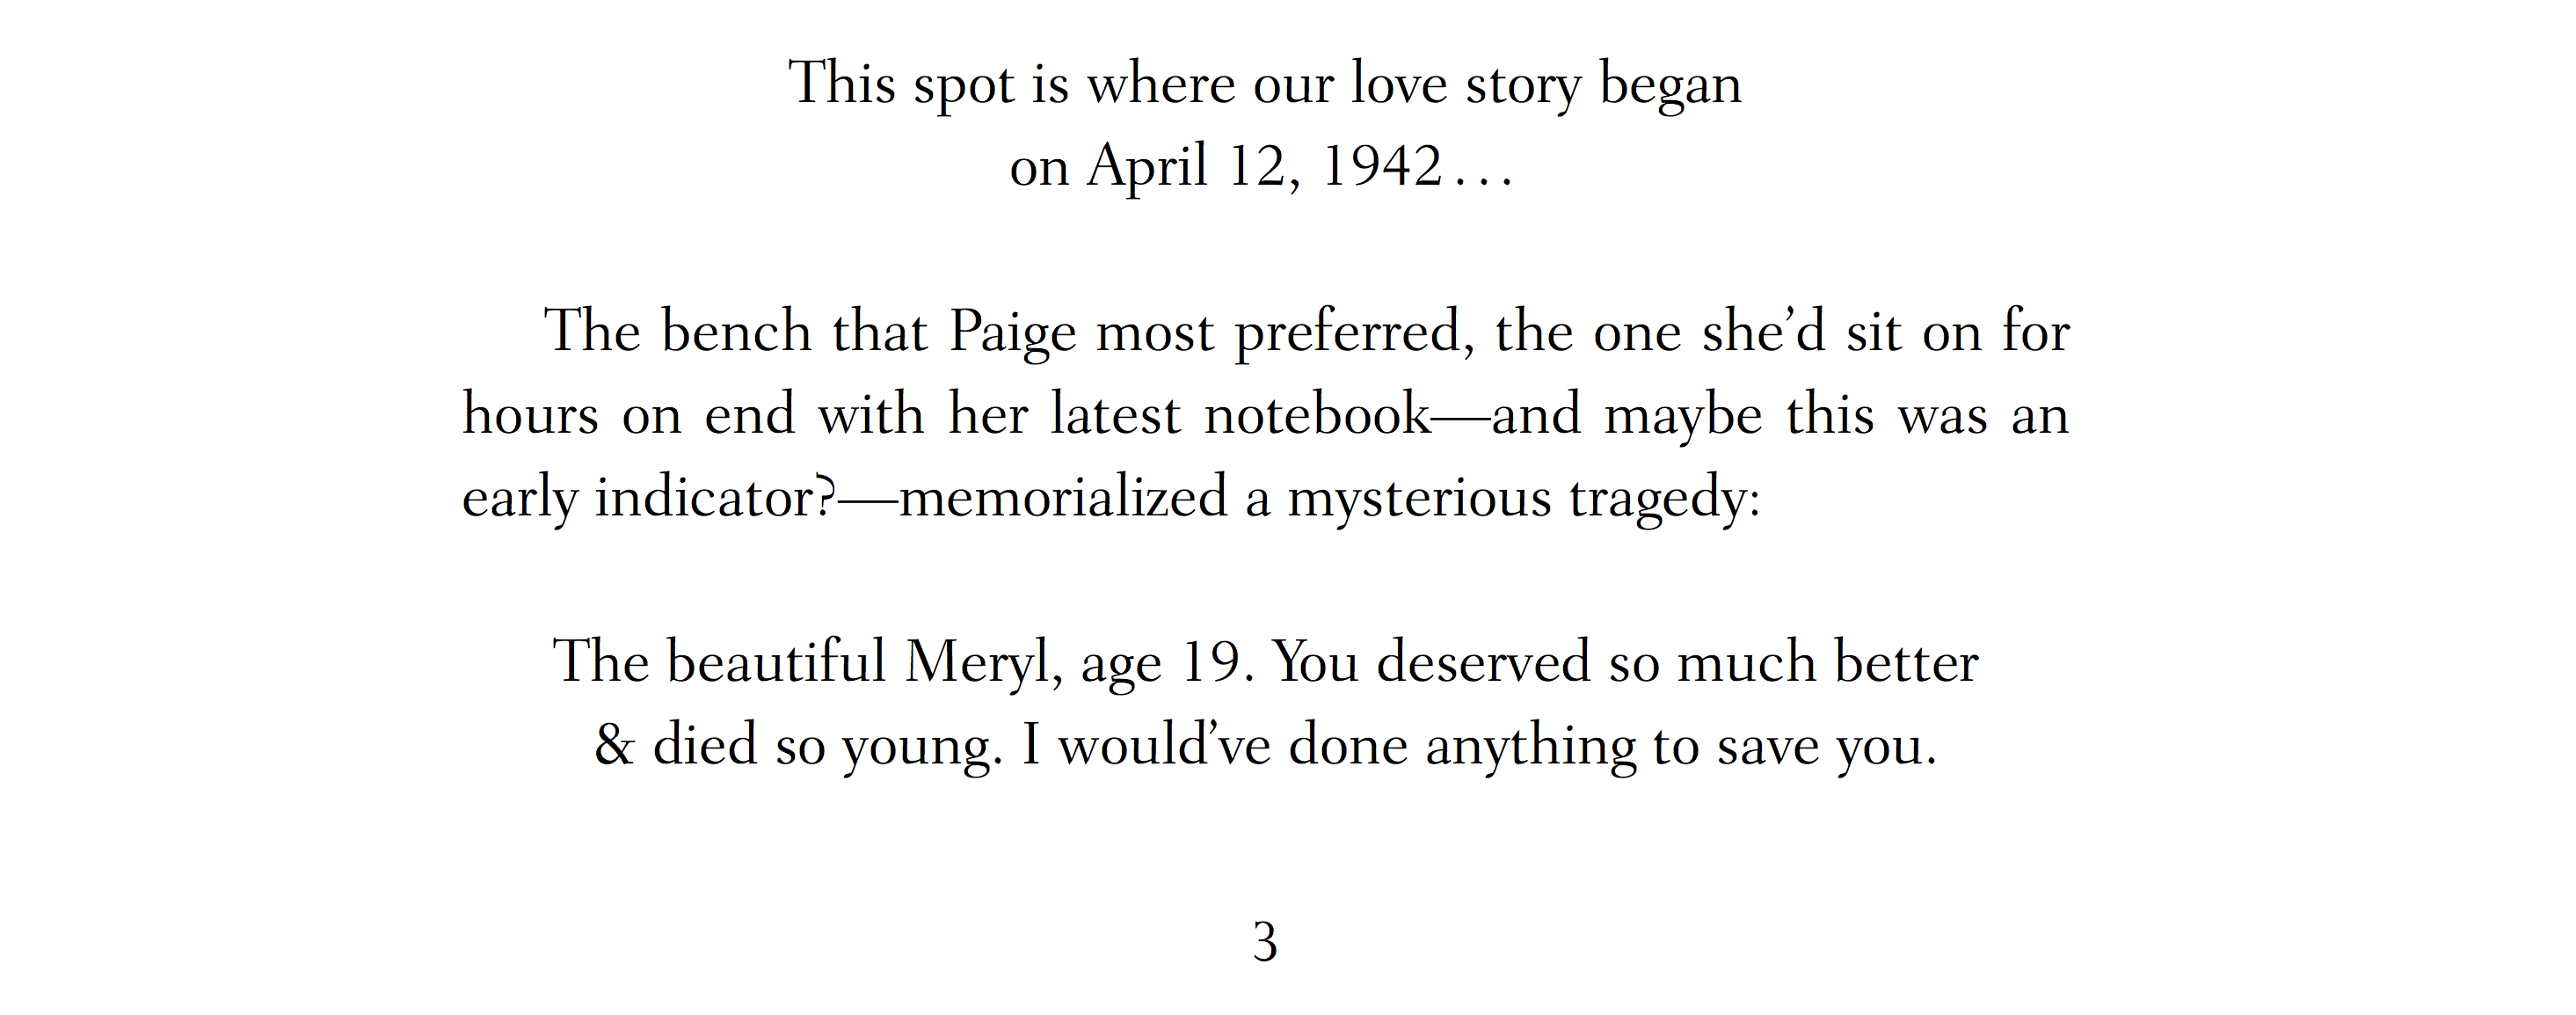 This spot is where our love story began
on April 12, 1942 . . .
The bench that Paige most preferred, the one she’d sit on for
hours on end with her latest notebook—and maybe this was an
early indicator?—memorialized a mysterious tragedy:
The beautiful Meryl, age 19. You deserved so much better
& died so young. I would’ve done anything to save you.
3